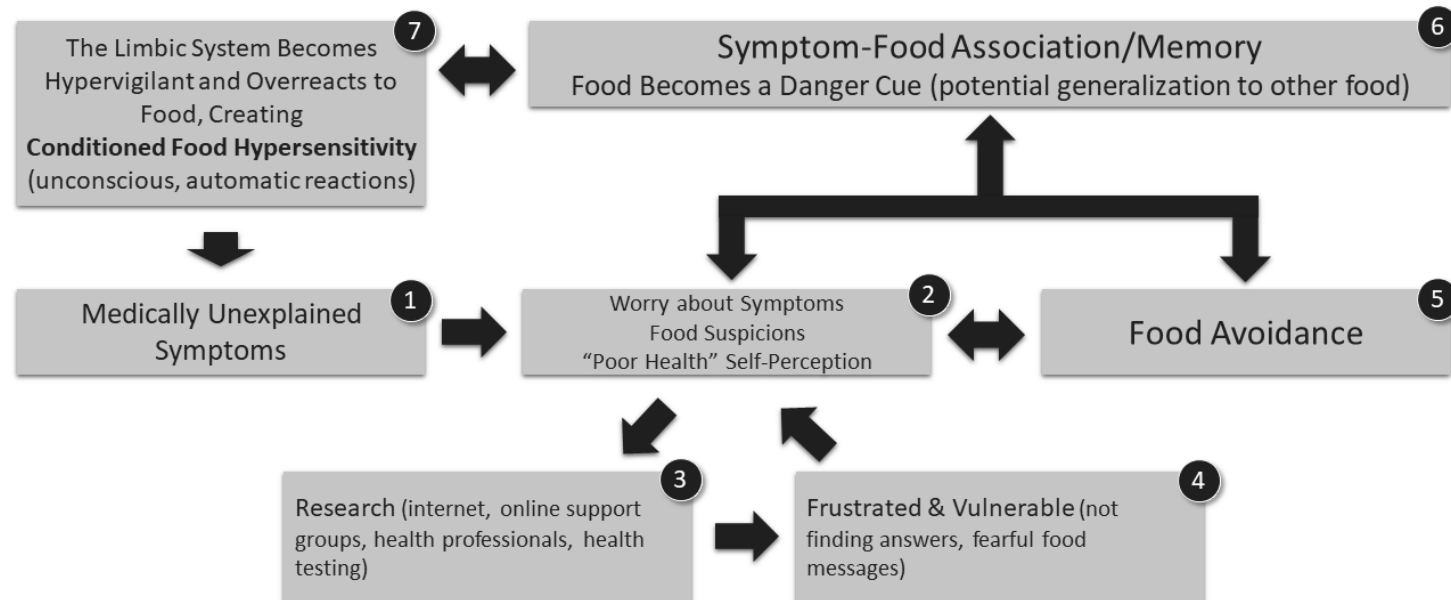 7
The Limbic System Becomes
Hypervigilant and Overreacts to
Food, Creating
Conditioned Food Hypersensitivity
(unconscious, automatic reactions)
6
Symptom-Food Association/Memory
Food Becomes a Danger Cue (potential generalization to other food)
1
Medically Unexplained
Symptoms
2
Worry about Symptoms
Food Suspicions
“Poor Health” Self-Perception
5
Food Avoidance
3
Research (internet, online support
groups, health professionals, health
testing)
4
Frustrated & Vulnerable (not
finding answers, fearful food
messages)